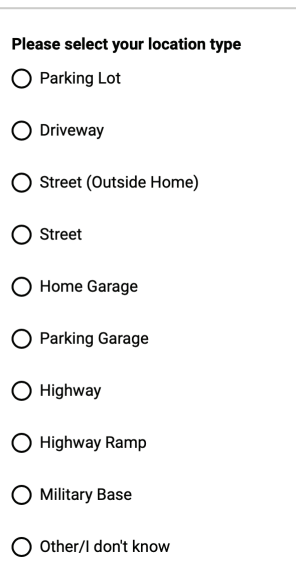 Please select your location type
Parking Lot
Driveway
Street (Outside Home)
Street
Home Garage
Parking Garage
Highway
Highway Ramp
Military Base
Other/I don't know